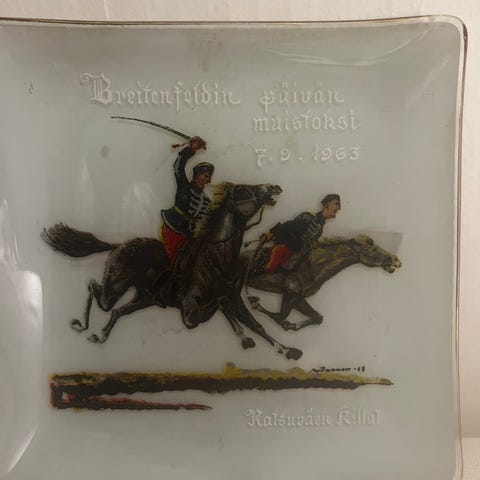 Breitenfeldin päivän
muistoksi
7.9.1963
Ratsuväen Killat